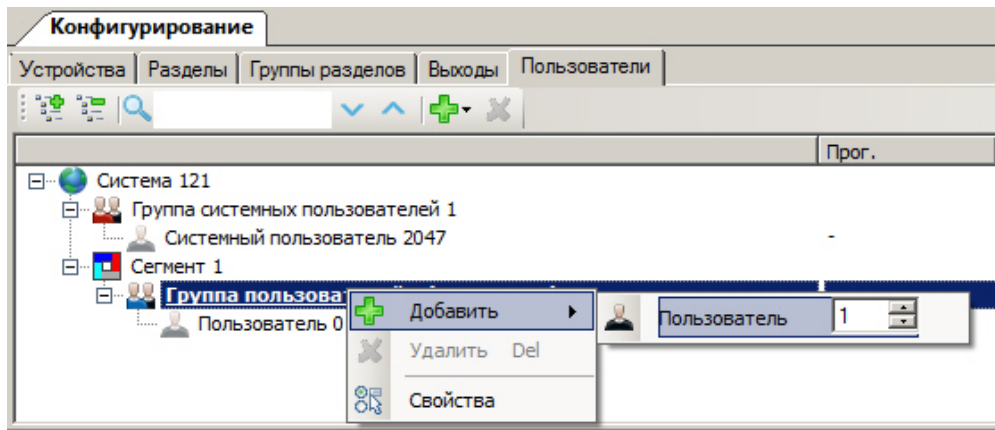 Конфигурирование
Устройства Разделы Группы разделов Выходы Пользователи
Прог.
Система 121
Группа системных пользователей 1
Системный пользователь 2047 -
Сегмент 1
Группа
Пользователь 0
Добавить
Пользователь 1
Удалить Del
Свойства